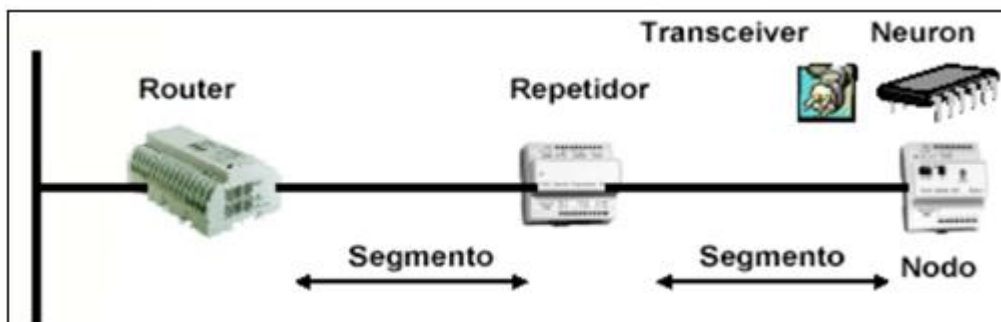 Transceiver Neuron
Router Repetidor
Segmento Segmento
Nodo